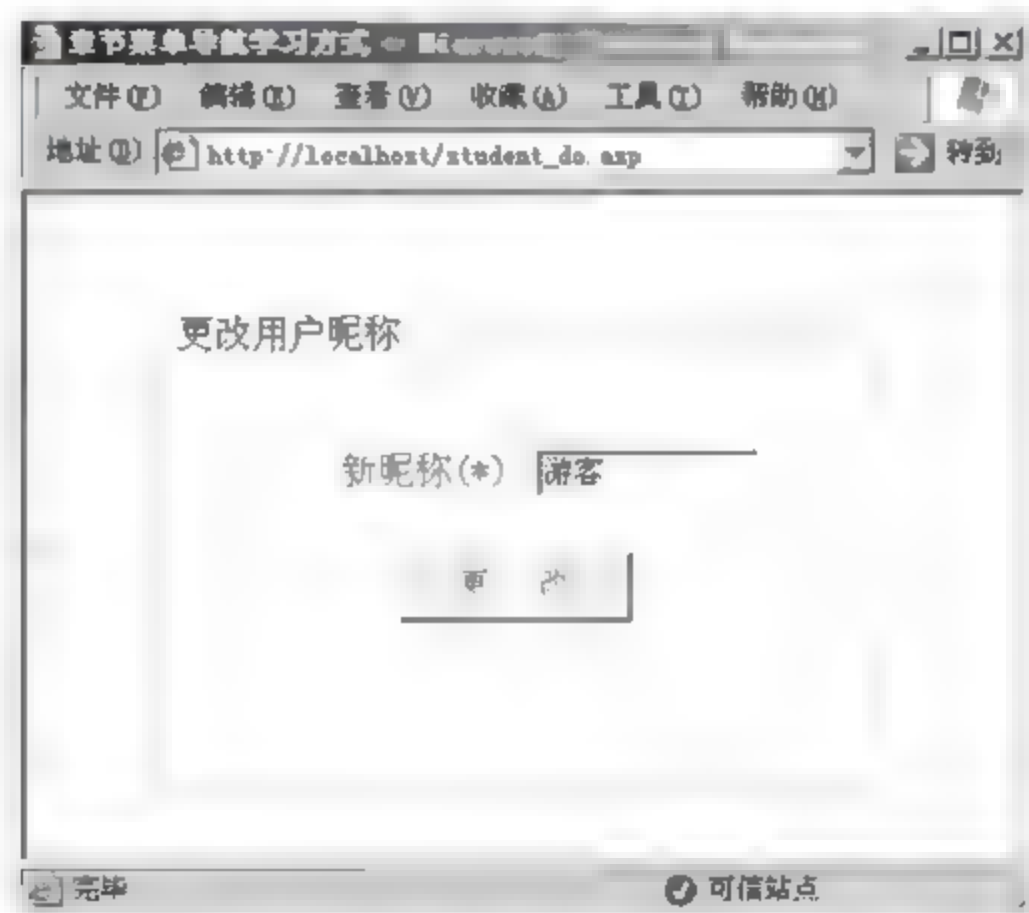 章节菜单导航学习方式 - Microsoft
文件(F) 编辑(E) 查看(V) 收藏(A) 工具(T) 帮助(H)
地址(D) http://localhost/student_do.asp 转到
更改用户昵称
新昵称(*) 游客
更 改
完毕 可信站点